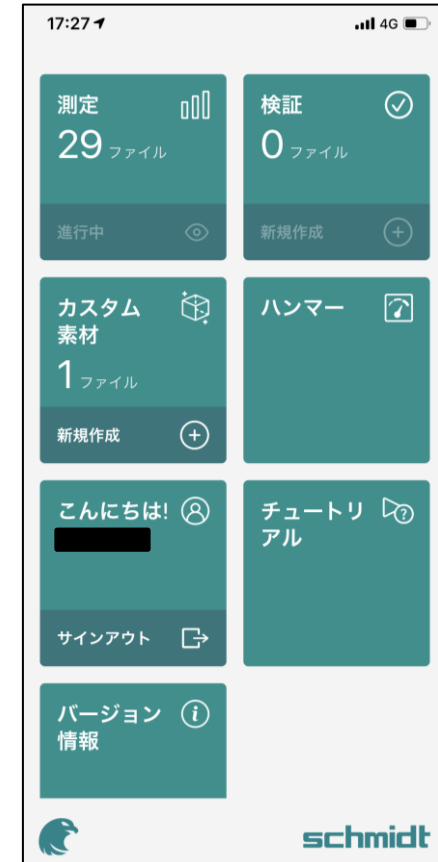 17:27
4G
測定
29 ファイル
進行中
検証
0 ファイル
新規作成
カスタム
素材
1 ファイル
新規作成
ハンマー
こんにちは!
サインアウト
チュートリ
アル
バージョン
情報
schmidt